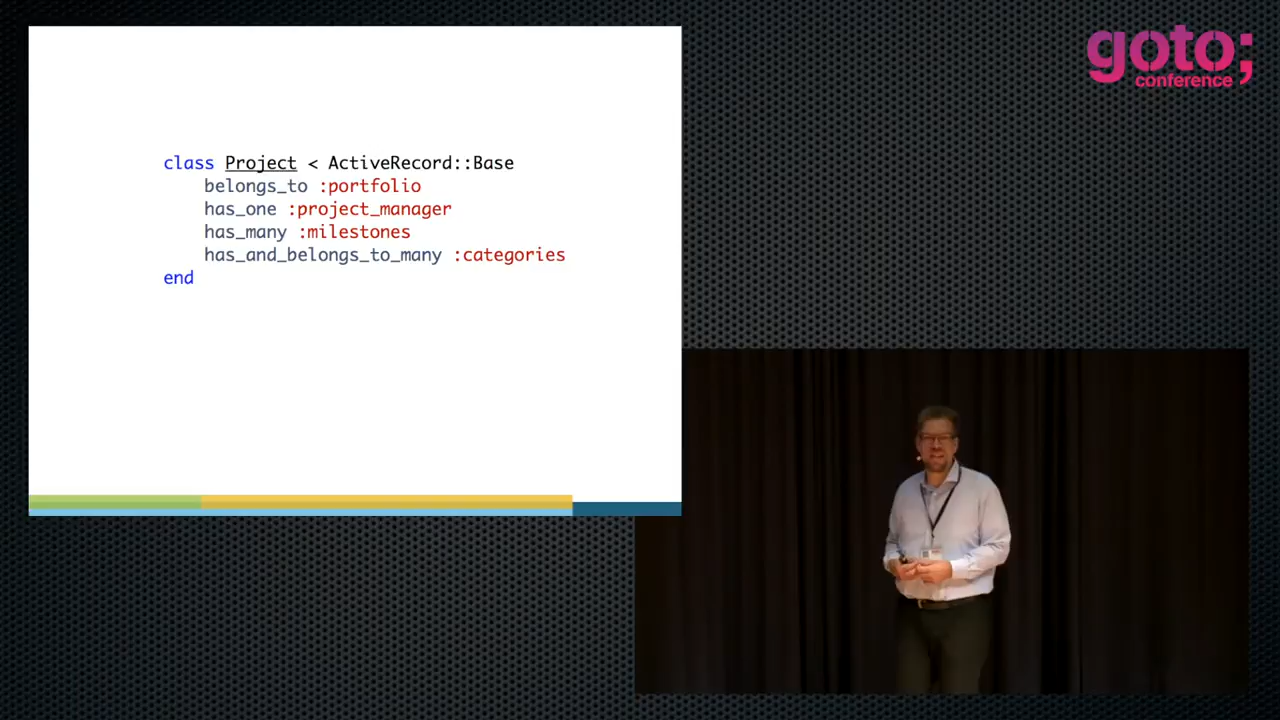 class Project < ActiveRecord::Base
belongs_to :portfolio
has_one :project_manager
has_many :milestones
has_and_belongs_to_many :categories
end
goto;
conference